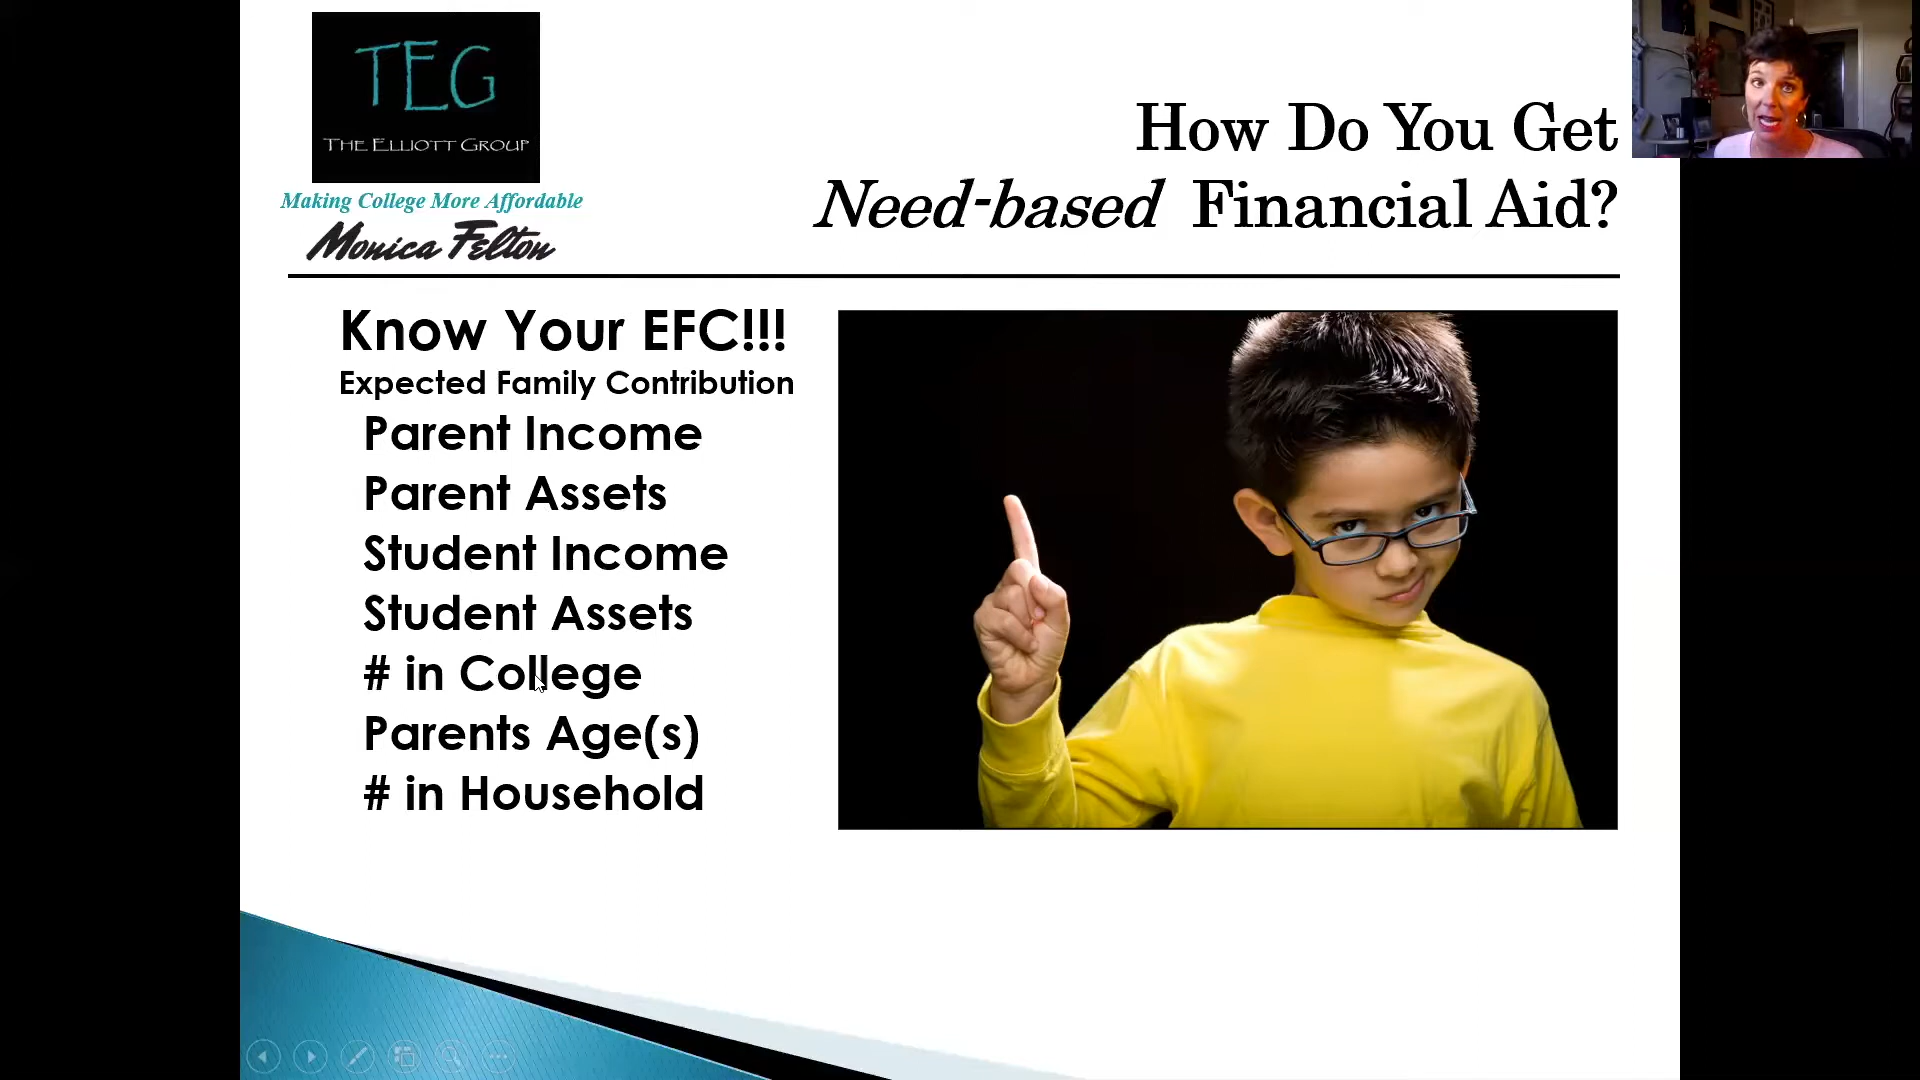 TEG
THE ELLIOTT GROUP
Making College More Affordable
Monica Felton
How Do You Get
Need-based Financial Aid?
Know Your EFC!!!
Expected Family Contribution
Parent Income
Parent Assets
Student Income
Student Assets
# in College
Parents Age(s)
# in Household